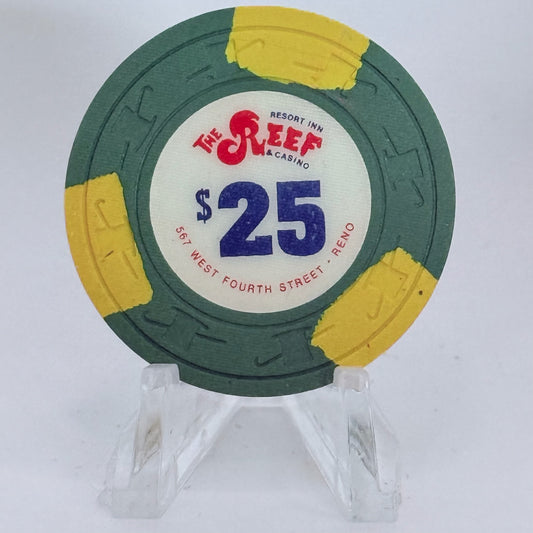 RESORT INN
THE REEF
& CASINO
$25
567 WEST FOURTH STREET - RENO